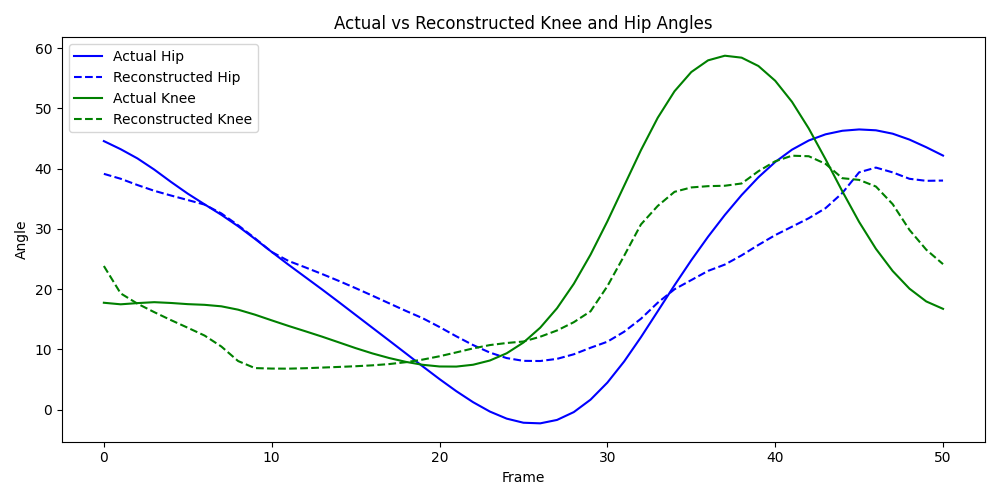 Actual vs Reconstructed Knee and Hip Angles
Actual Hip
Reconstructed Hip
Actual Knee
Reconstructed Knee
Angle
60
50
40
30
20
10
0
0 10 20 30 40 50
Frame